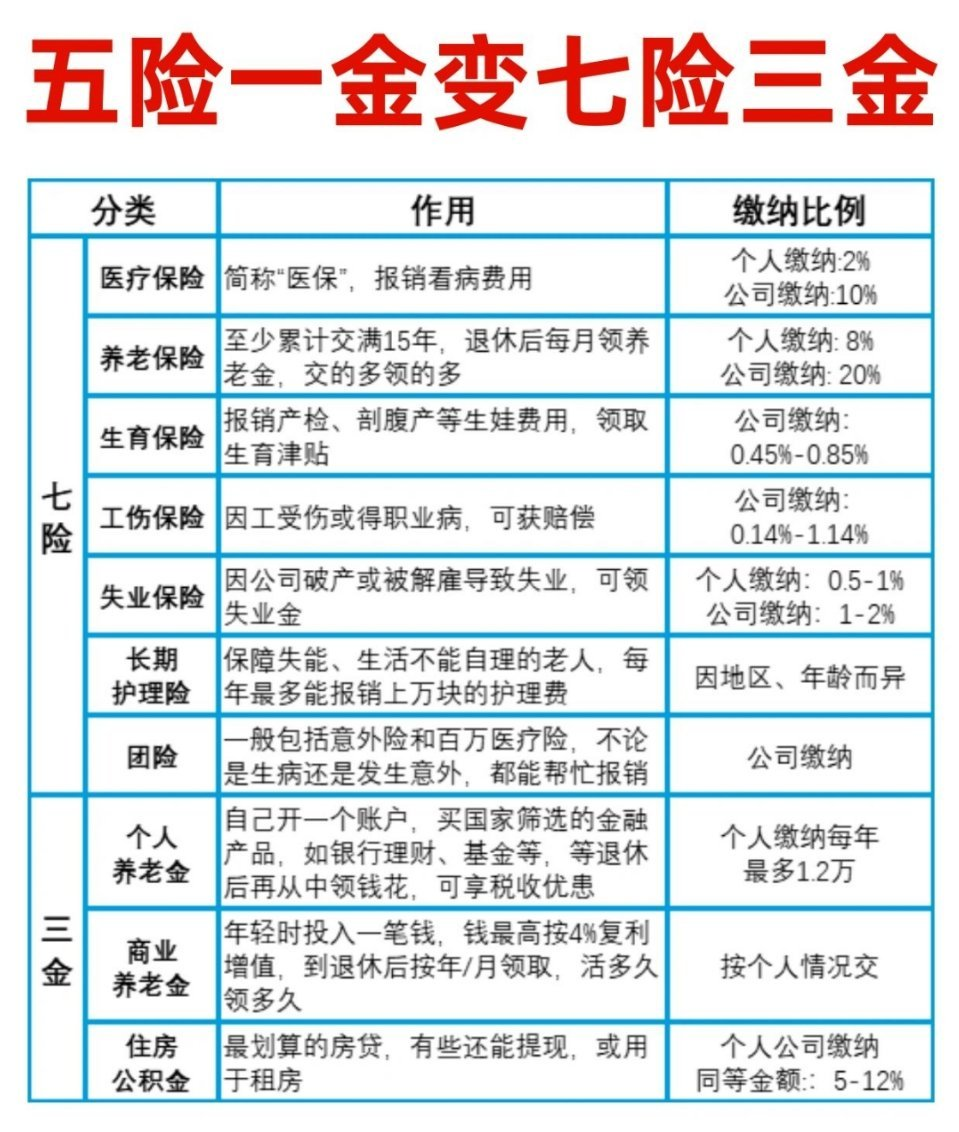 五险一金变七险三金
分类 作用 缴纳比例
七险
医疗保险
简称“医保”，报销看病费用
个人缴纳:2%
公司缴纳:10%
养老保险
至少累计交满15年，退休后每月领养
老金，交的多领的多
个人缴纳: 8%
公司缴纳: 20%
生育保险
报销产检、剖腹产等生娃费用，领取
生育津贴
公司缴纳：
0.45%-0.85%
工伤保险
因工受伤或得职业病，可获赔偿
公司缴纳：
0.14%-1.14%
失业保险
因公司破产或被解雇导致失业，可领
失业金
个人缴纳：0.5-1%
公司缴纳：1-2%
长期
护理险
保障失能、生活不能自理的老人，每
年最多能报销上万块的护理费
因地区、年龄而异
团险
一般包括意外险和百万医疗险，不论
是生病还是发生意外，都能帮忙报销
公司缴纳
三金
个人
养老金
自己开一个账户，买国家筛选的金融
产品，如银行理财、基金等，等退休
后再从中领钱花，可享税收优患
个人缴纳每年
最多1.2万
商业
养老金
年轻时投入一笔钱，钱最高按4%复利
增值，到退休后按年/月领取，活多久
领多久
按个人情况交
住房
公积金
最划算的房贷，有些还能提现，或用
于租房
个人公司缴纳
同等金额:：5-12%